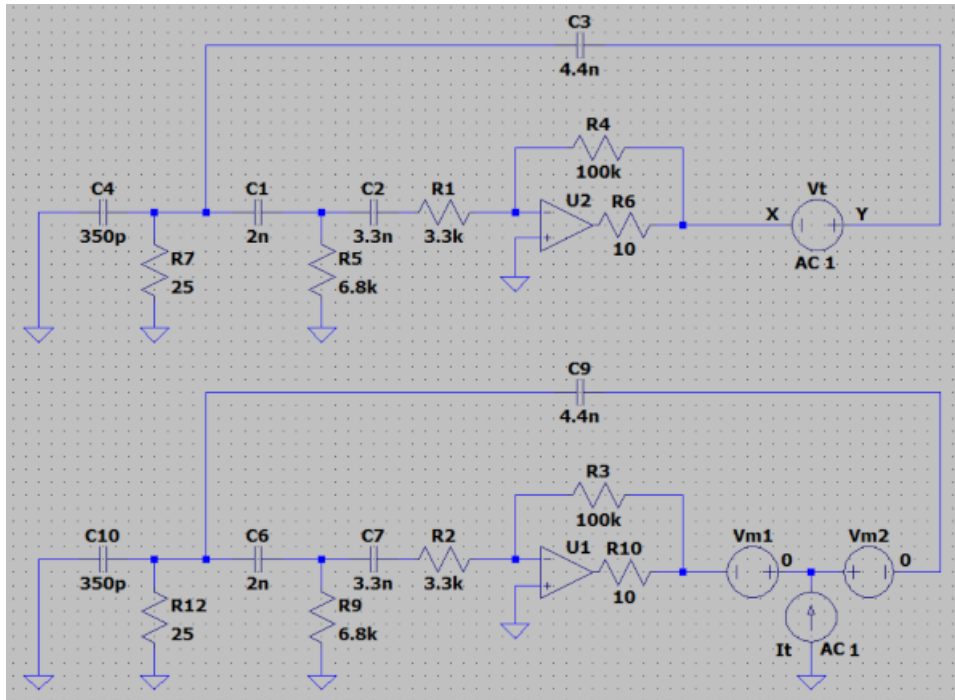 C3
4.4n
R4
100k
C4
C1
C2
R1
U2
R6
Vt
X
Y
350p
2n
3.3n
3.3k
10
AC 1
R7
25
R5
6.8k
C9
4.4n
R3
100k
C10
C6
C7
R2
U1
R10
Vm1
Vm2
0
0
350p
2n
3.3n
3.3k
10
R12
25
R9
6.8k
It
AC 1